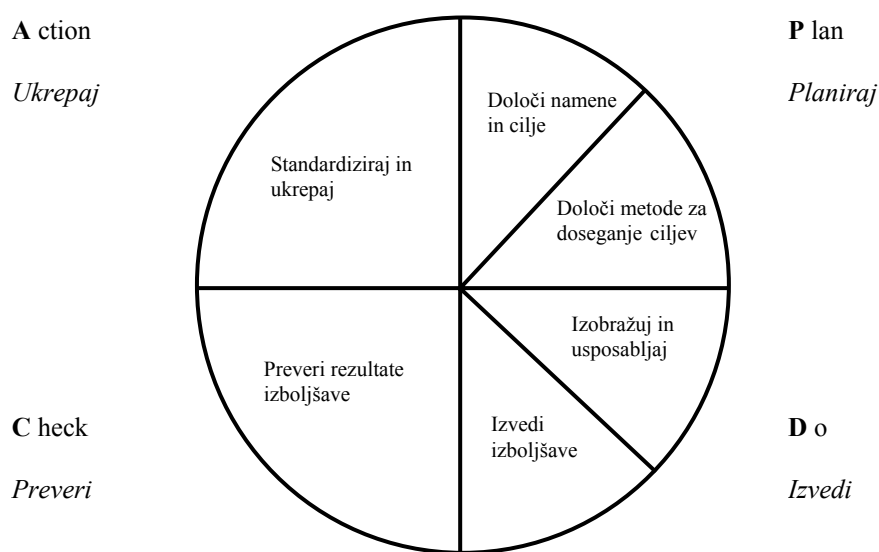 A ction
Ukrepaj
P lan
Planiraj
Določi namene
in cilje
Standardiziraj in
ukrepaj
Določi metode za
doseganje ciljev
Izobražuj in
usposabljaj
Preveri rezultate
izboljšave
Izvedi
izboljšave
C heck
Preveri
D o
Izvedi